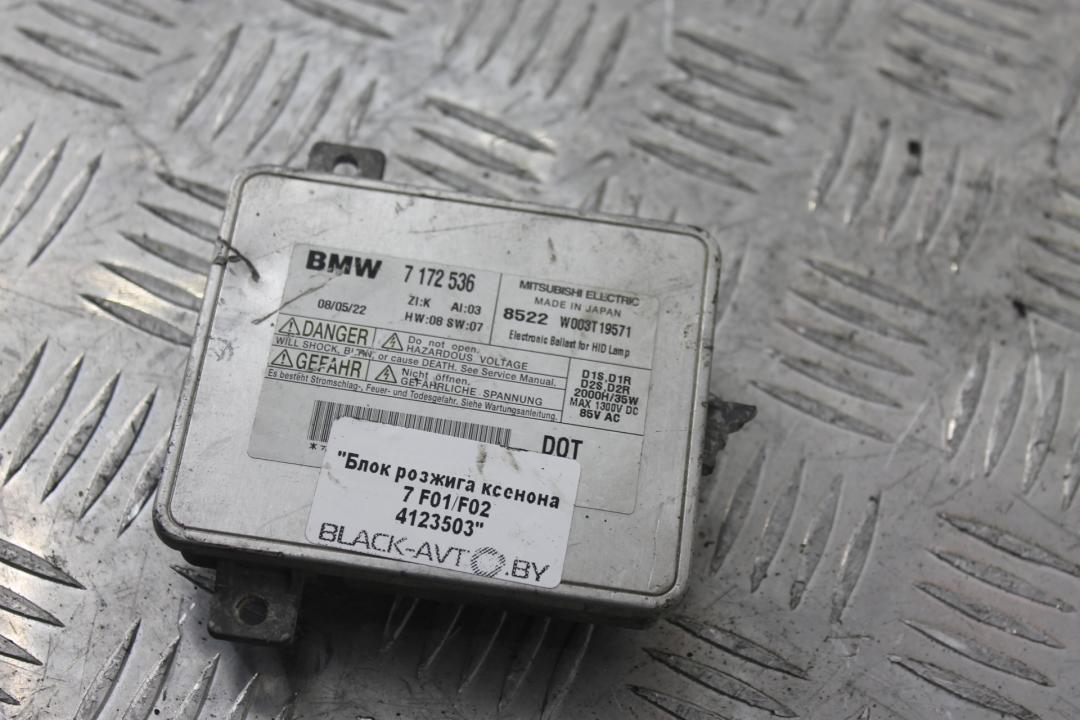 BMW 7 172 536
08/05/22 ZI:K AI:03
HW:08 SW:07
MITSUBISHI ELECTRIC
MADE IN JAPAN
8522 W003T19571
Electronic Ballast for HID Lamp
DANGER Do not open.
HAZARDOUS VOLTAGE
WILL SHOCK, or cause DEATH. See Service Manual.
GEFAHR Nicht öffnen.
GEFÄHRLICHE SPANNUNG
Es besteht Stromschlag-, Feuer- und Todesgefahr, Siehe Wartungsanleitung.
D1S,D1R
D2S,D2R
2000H/35W
MAX 1300V DC
85V AC
DOT
"Блок розжига ксенона
7 F01/F02
4123503"
BLACK-AVTO.BY